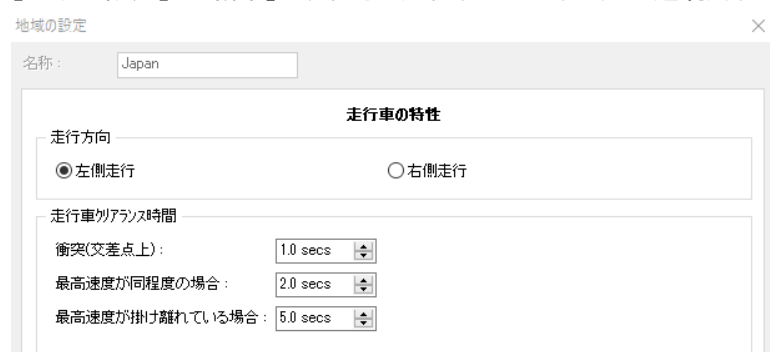 地域の設定
名称： Japan
走行車の特性
走行方向
左側走行 右側走行
走行車ｸﾘｱﾗﾝｽ時間
衝突(交差点上)： 1.0 secs
最高速度が同程度の場合： 2.0 secs
最高速度が掛け離れている場合： 5.0 secs